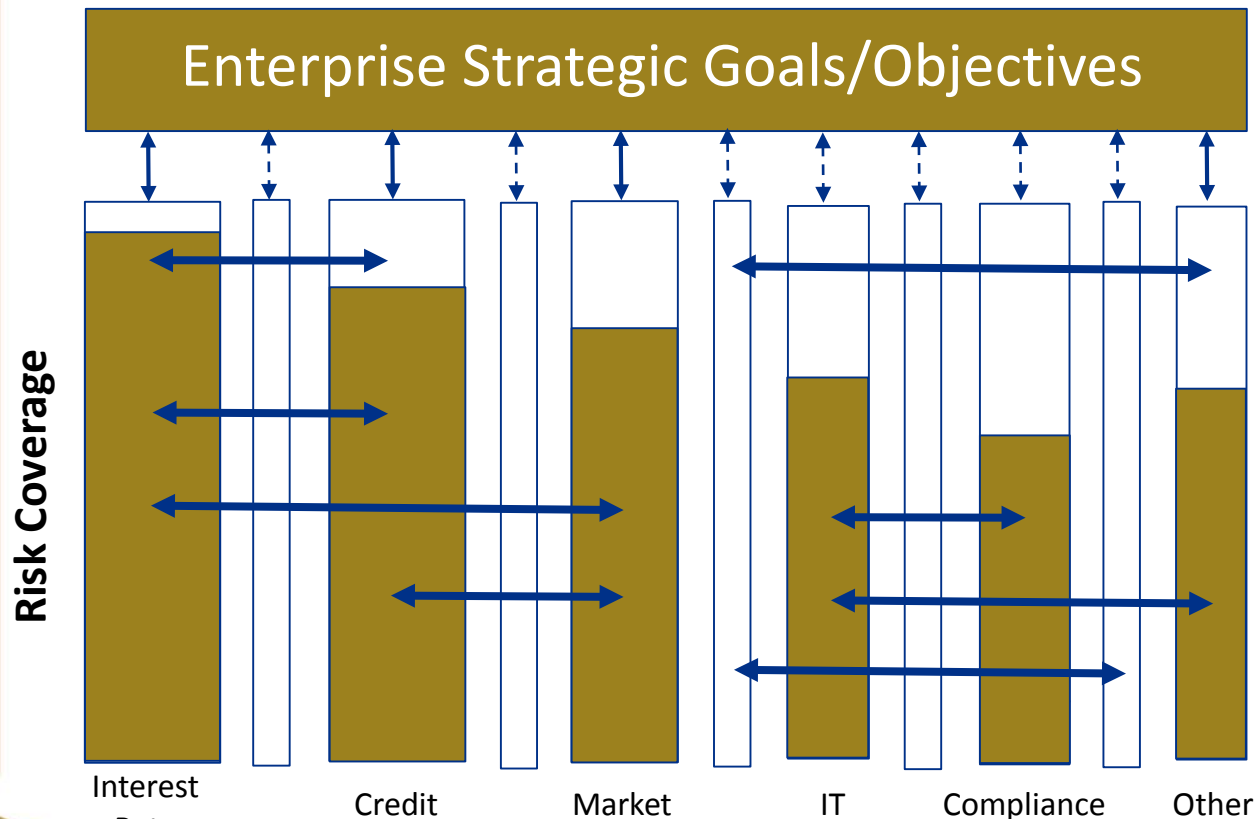 Enterprise Strategic Goals/Objectives
Risk Coverage
Interest
Credit
Market
IT
Compliance
Other